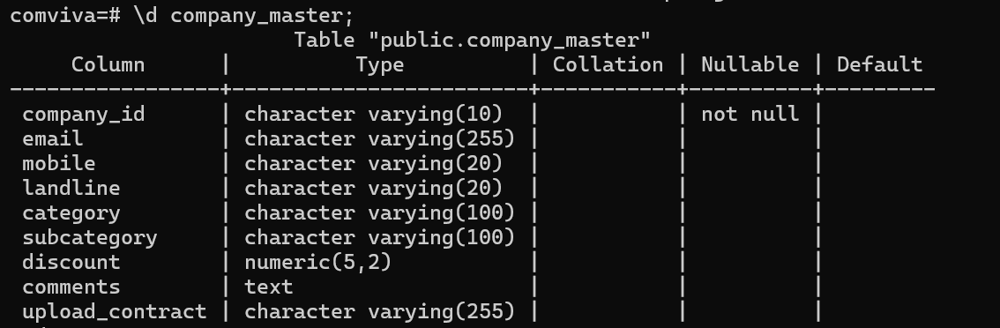 comviva=# \d company_master;
                       Table "public.company_master"
     Column      |          Type          | Collation | Nullable | Default
-----------------+------------------------+-----------+----------+---------
 company_id      | character varying(10)  |           | not null |
 email           | character varying(255) |           |          |
 mobile          | character varying(20)  |           |          |
 landline        | character varying(20)  |           |          |
 category        | character varying(100) |           |          |
 subcategory     | character varying(100) |           |          |
 discount        | numeric(5,2)           |           |          |
 comments        | text                   |           |          |
 upload_contract | character varying(255) |           |          |